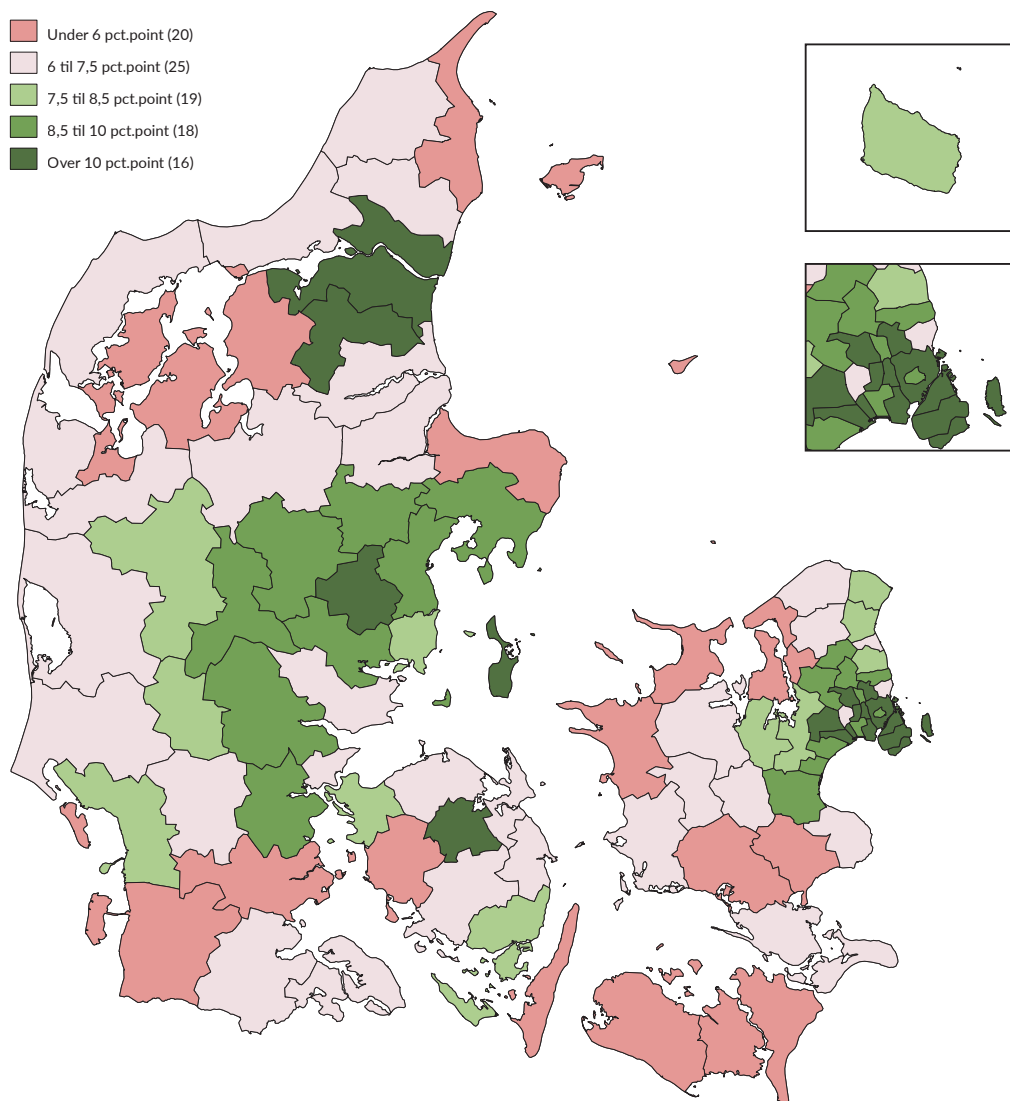 Under 6 pct.point (20)
6 til 7,5 pct.point (25)
7,5 til 8,5 pct.point (19)
8,5 til 10 pct.point (18)
Over 10 pct.point (16)